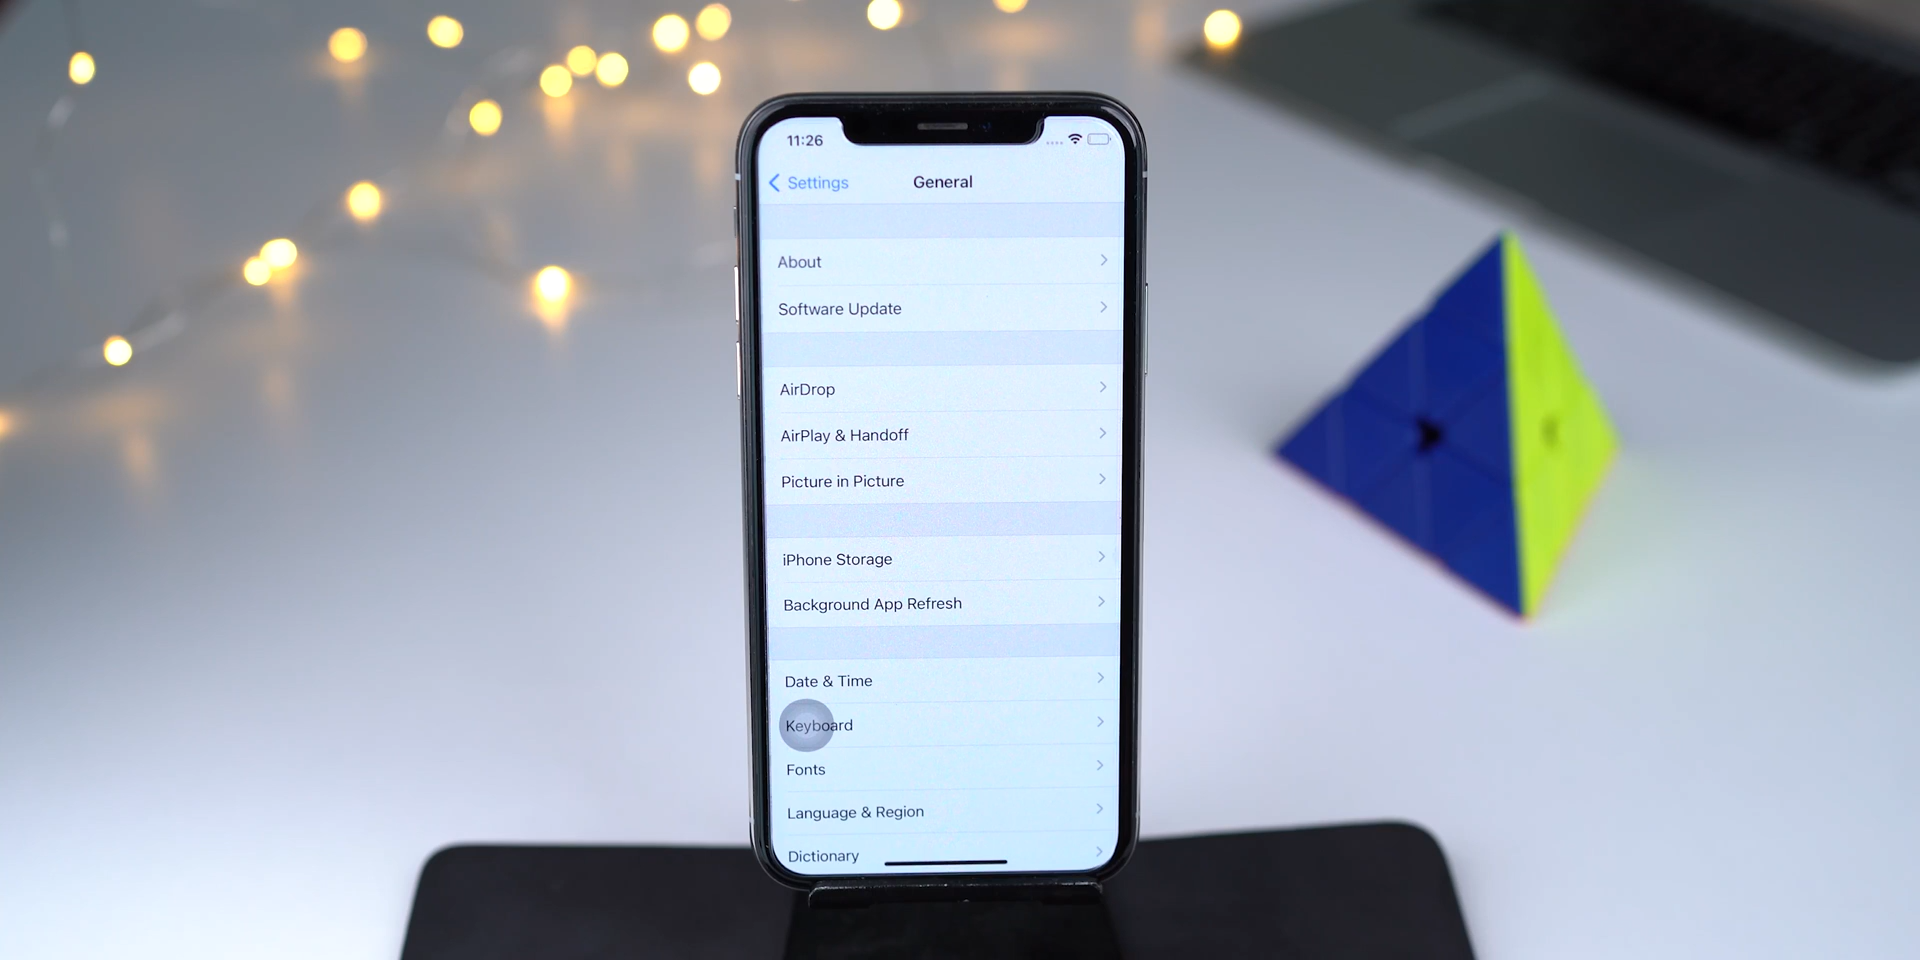 11:26
Settings
General
About
Software Update
AirDrop
AirPlay & Handoff
Picture in Picture
iPhone Storage
Background App Refresh
Date & Time
Keyboard
Fonts
Language & Region
Dictionary